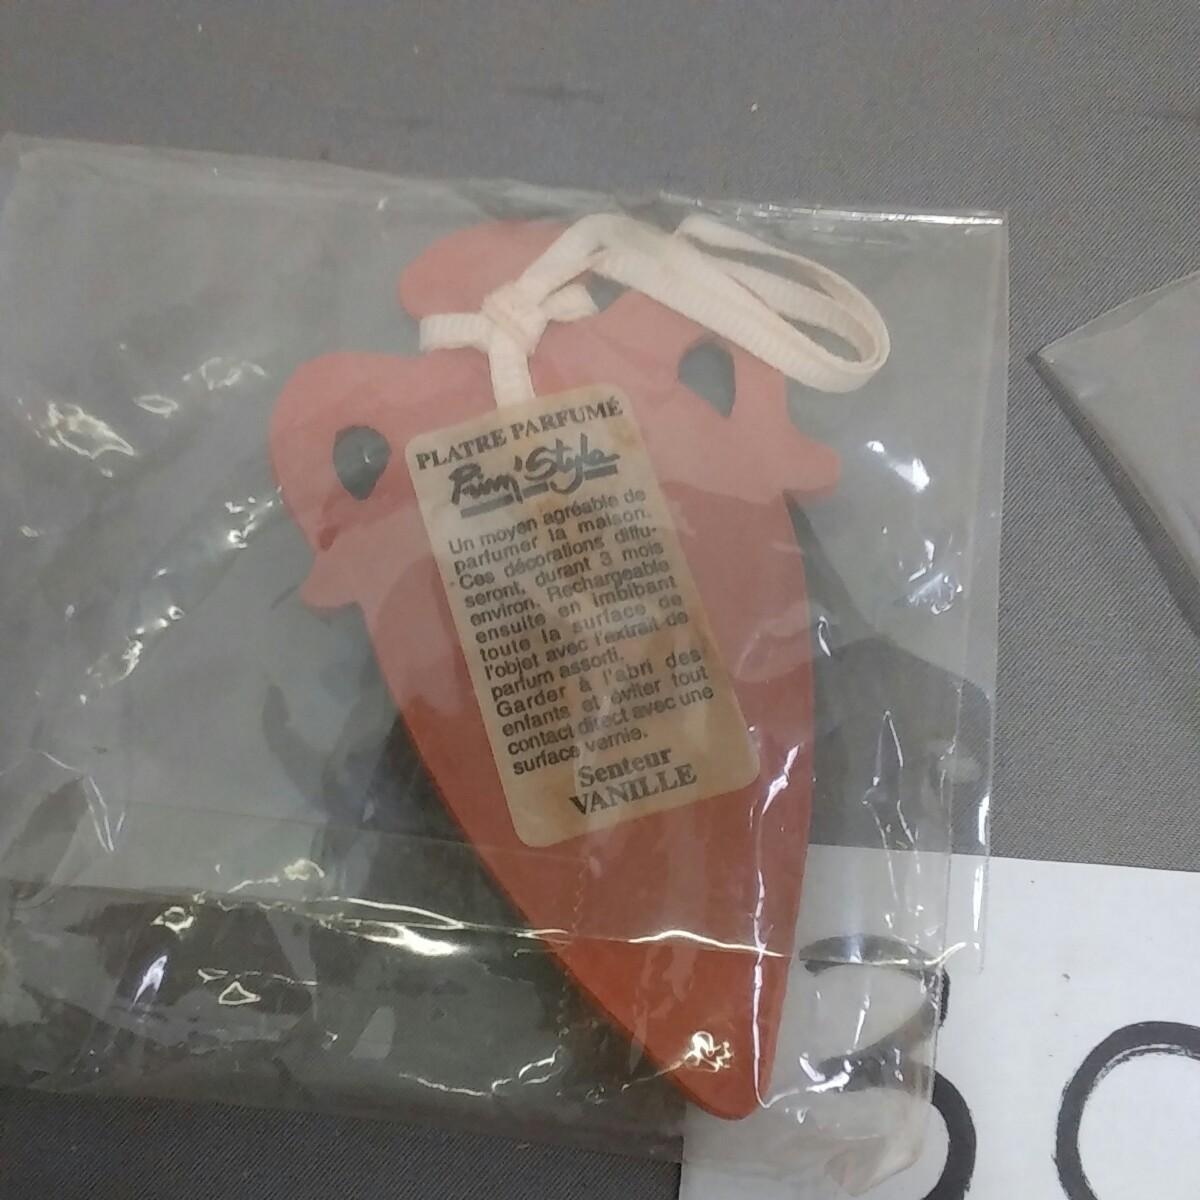 PLATRE PARFUMÉ
Prim'Style
Un moyen agréable de
parfumer la maison.
Ces décorations diffu-
seront, durant 3 mois
environ. Rechargeable
ensuite en imbibant
toute la surface de
l'objet avec l'extrait de
parfum assorti.
Garder à l'abri des
enfants et éviter tout
contact direct avec une
surface vernie.
Senteur
VANILLE